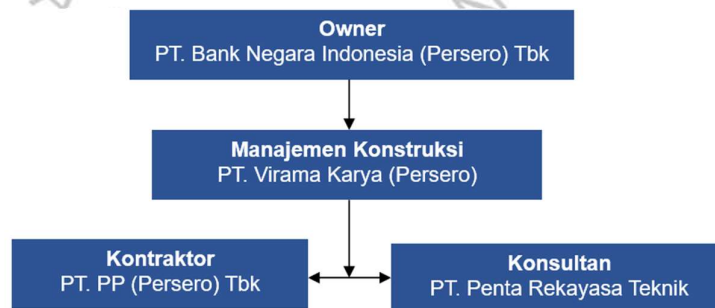 Owner
PT. Bank Negara Indonesia (Persero) Tbk
Manajemen Konstruksi
PT. Virama Karya (Persero)
Kontraktor
PT. PP (Persero) Tbk
Konsultan
PT. Penta Rekayasa Teknik